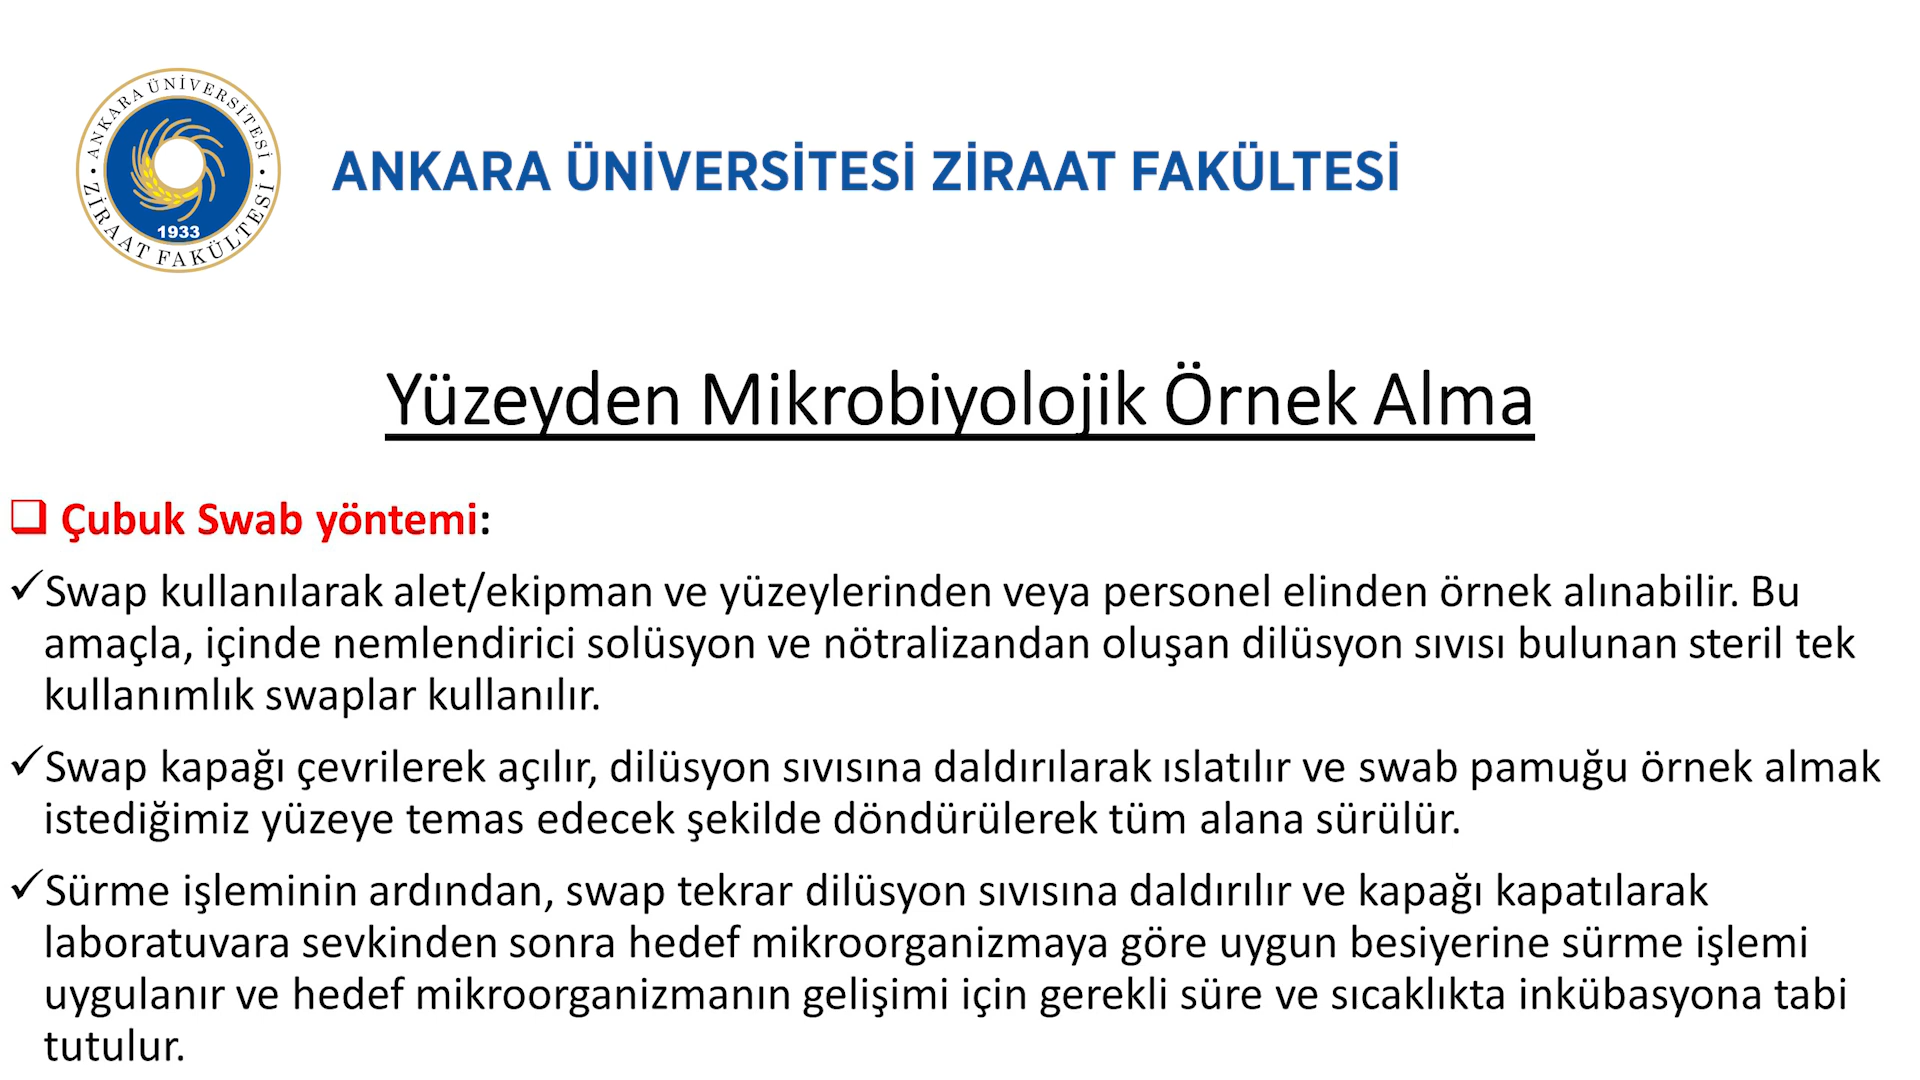 ANKARA ÜNİVERSİTESİ
ZİRAAT FAKÜLTESİ
1933
ANKARA ÜNİVERSİTESİ ZİRAAT FAKÜLTESİ
Yüzeyden Mikrobiyolojik Örnek Alma
Çubuk Swab yöntemi:
Swap kullanılarak alet/ekipman ve yüzeylerinden veya personel elinden örnek alınabilir. Bu
amaçla, içinde nemlendirici solüsyon ve nötralizandan oluşan dilüsyon sıvısı bulunan steril tek
kullanımlık swaplar kullanılır.
Swap kapağı çevrilerek açılır, dilüsyon sıvısına daldırılarak ıslatılır ve swab pamuğu örnek almak
istediğimiz yüzeye temas edecek şekilde döndürülerek tüm alana sürülür.
Sürme işleminin ardından, swap tekrar dilüsyon sıvısına daldırılır ve kapağı kapatılarak
laboratuvara sevkinden sonra hedef mikroorganizmaya göre uygun besiyerine sürme işlemi
uygulanır ve hedef mikroorganizmanın gelişimi için gerekli süre ve sıcaklıkta inkübasyona tabi
tutulur.